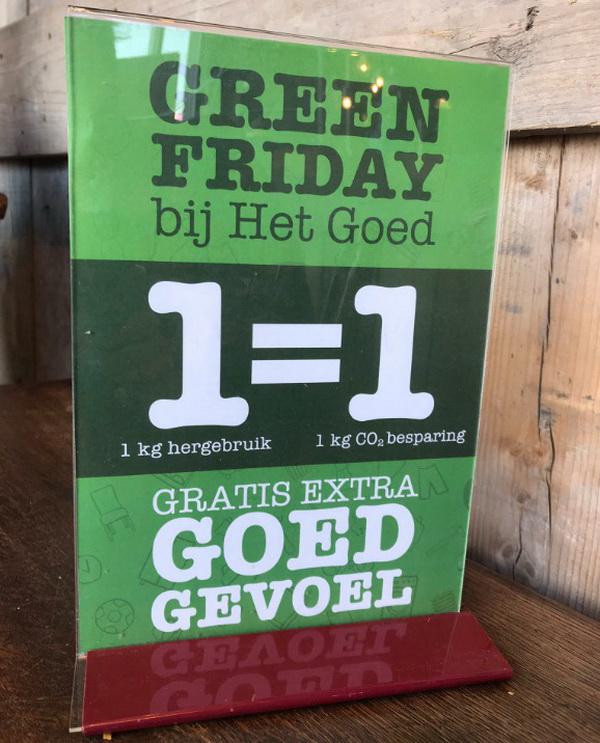 GREEN
FRIDAY
bij Het Goed
1=1
1 kg hergebruik 1 kg CO₂ besparing
GRATIS EXTRA
GOED
GEVOEL